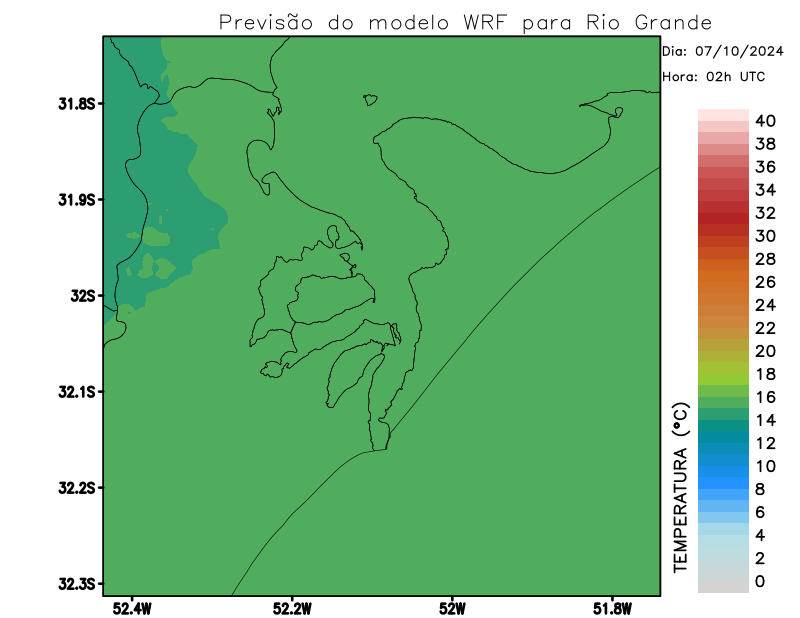 Previsão do modelo WRF para Rio Grande
Dia: 07/10/2024
Hora: 02h UTC
31.8S
31.9S
32S
32.1S
32.2S
32.3S
52.4W
52.2W
52W
51.8W
TEMPERATURA (°C)
40
38
36
34
32
30
28
26
24
22
20
18
16
14
12
10
8
6
4
2
0